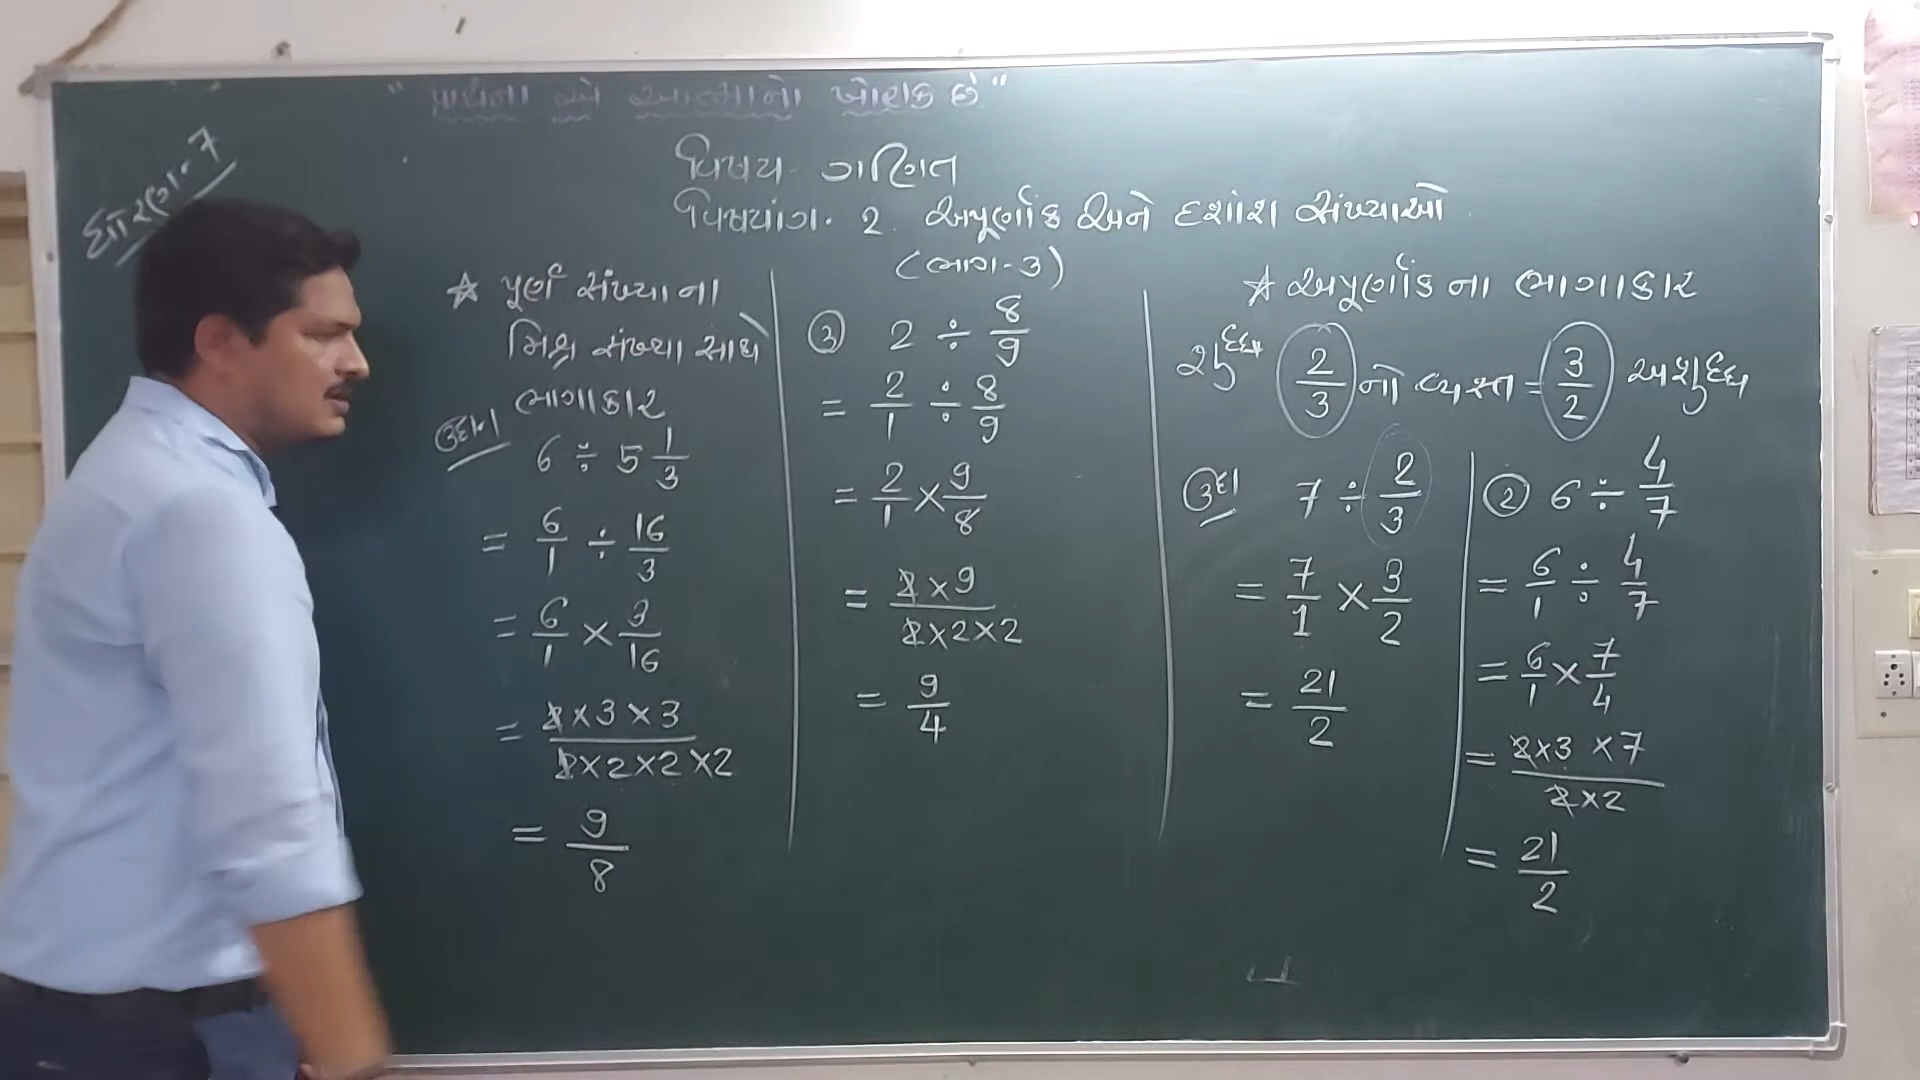 "પ્રાર્થના એ આત્માનો ખોરાક છે"
ધોરણ. 7
વિષય - ગણિત
વિષયાંગ. 2. અપૂર્ણાંક અને દશાંશ સંખ્યાઓ
(ભાગ-3)
☆ પૂર્ણ સંખ્યાના
મિશ્ર સંખ્યા સાથે
ભાગાકાર
6 ÷ 5 1/3
= 6/1 ÷ 16/3
= 6/1 × 3/16
= 2×3×3 / 2×2×2×2
= 9/8
③ 2 ÷ 8/9
= 2/1 ÷ 8/9
= 2/1 × 9/8
= 2×9 / 2×2×2
= 9/4
☆ અપૂર્ણાંકના ભાગાકાર
શુદ્ધ 2/3 નો વ્યસ્ત = 3/2 અશુદ્ધ
ઉદા 7 ÷ 2/3
= 7/1 × 3/2
= 21/2
② 6 ÷ 4/7
= 6/1 ÷ 4/7
= 6/1 × 7/4
= 2×3×7 / 2×2
= 21/2